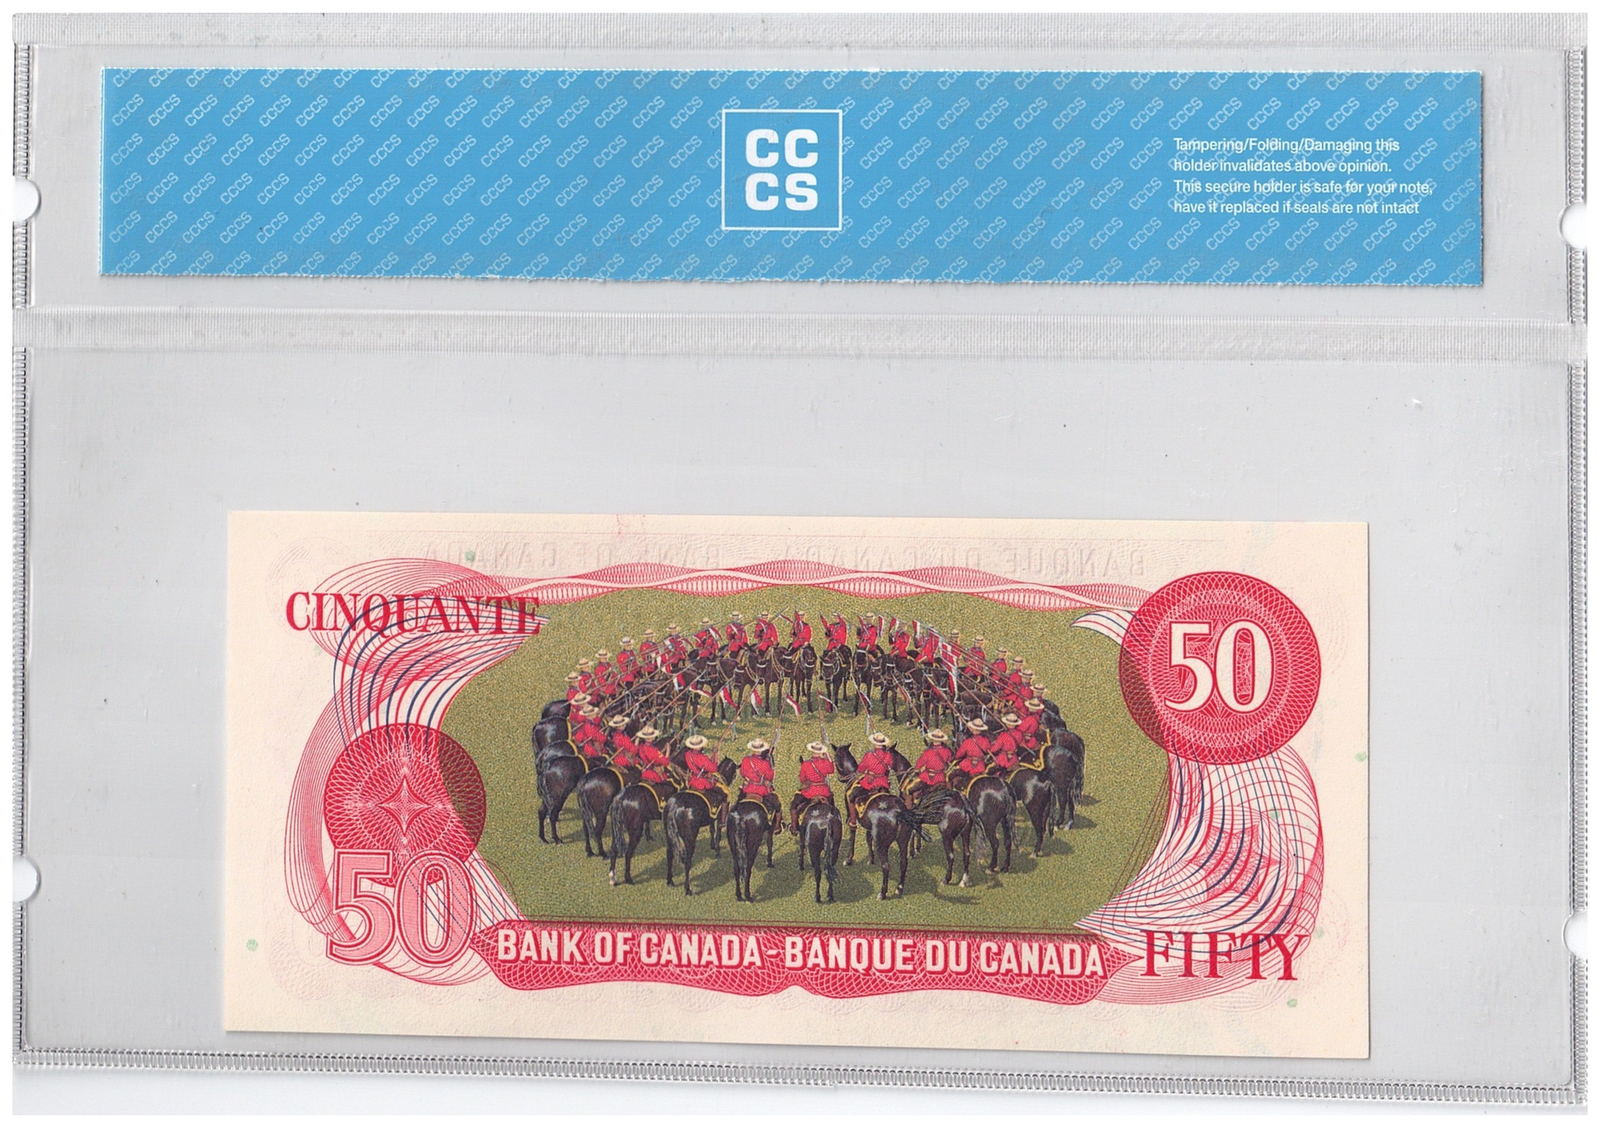 CC
CS
Tampering/Folding/Damaging this
holder invalidates above opinion.
This secure holder is safe for your note,
have it replaced if seals are not intact
CINQUANTE
50
50
BANK OF CANADA - BANQUE DU CANADA
FIFTY